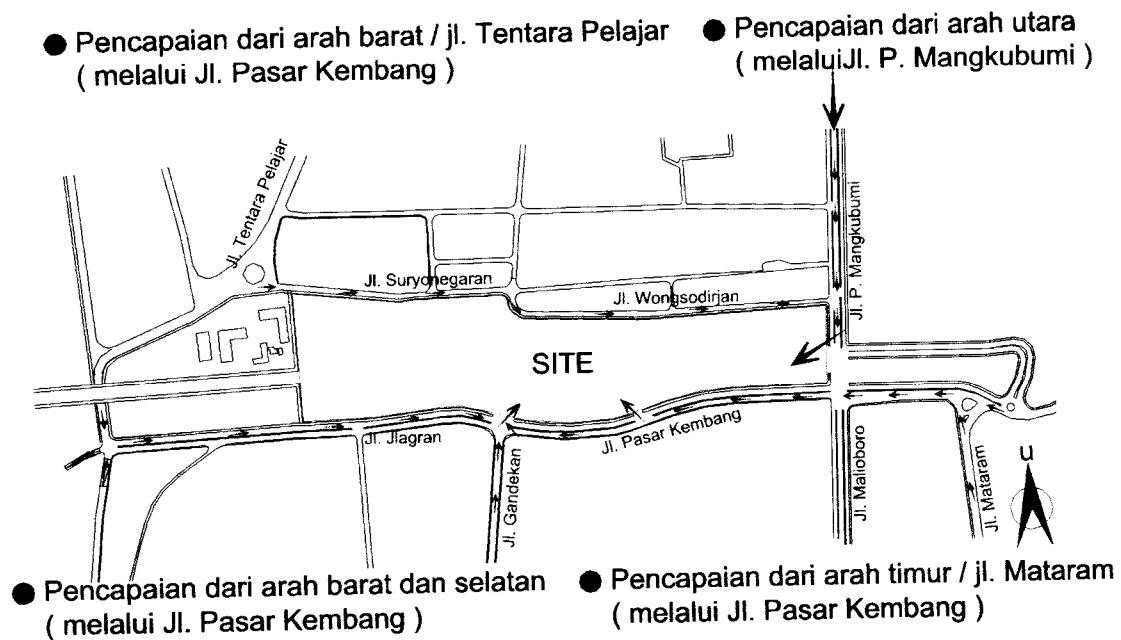 ● Pencapaian dari arah barat / jl. Tentara Pelajar
( melalui Jl. Pasar Kembang )
● Pencapaian dari arah utara
( melaluiJl. P. Mangkubumi )
Jl. Tentara Pelajar
Jl. P. Mangkubumi
Jl. Suryonegaran
Jl. Wongsodirjan
SITE
Jl. Jlagran
Jl. Pasar Kembang
Jl. Gandekan
Jl. Malioboro
Jl. Mataram
u
● Pencapaian dari arah barat dan selatan
( melalui Jl. Pasar Kembang )
● Pencapaian dari arah timur / jl. Mataram
( melalui Jl. Pasar Kembang )